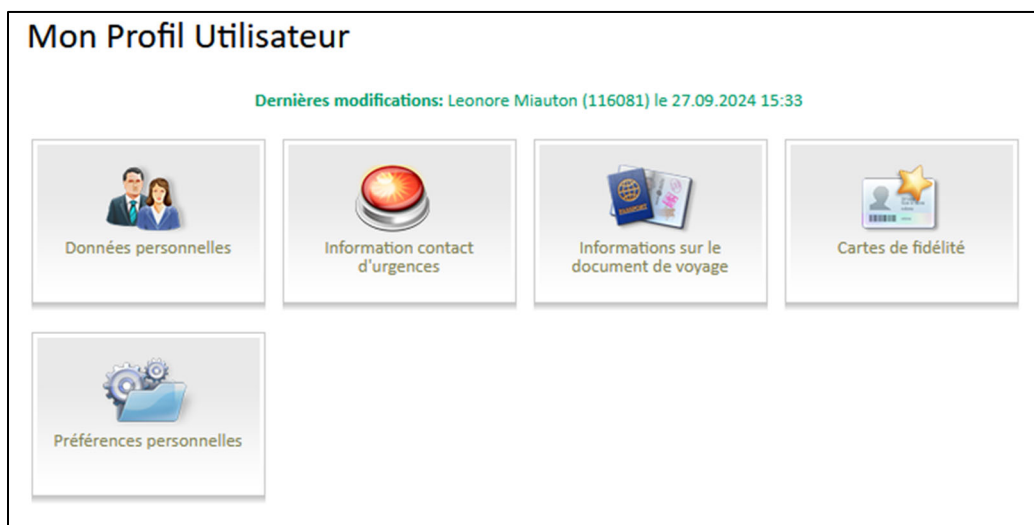 Mon Profil Utilisateur
Dernières modifications: Leonore Miauton (116081) le 27.09.2024 15:33
Données personnelles
Information contact
d'urgences
PASSPORT
Informations sur le
document de voyage
Cartes de fidélité
Préférences personnelles